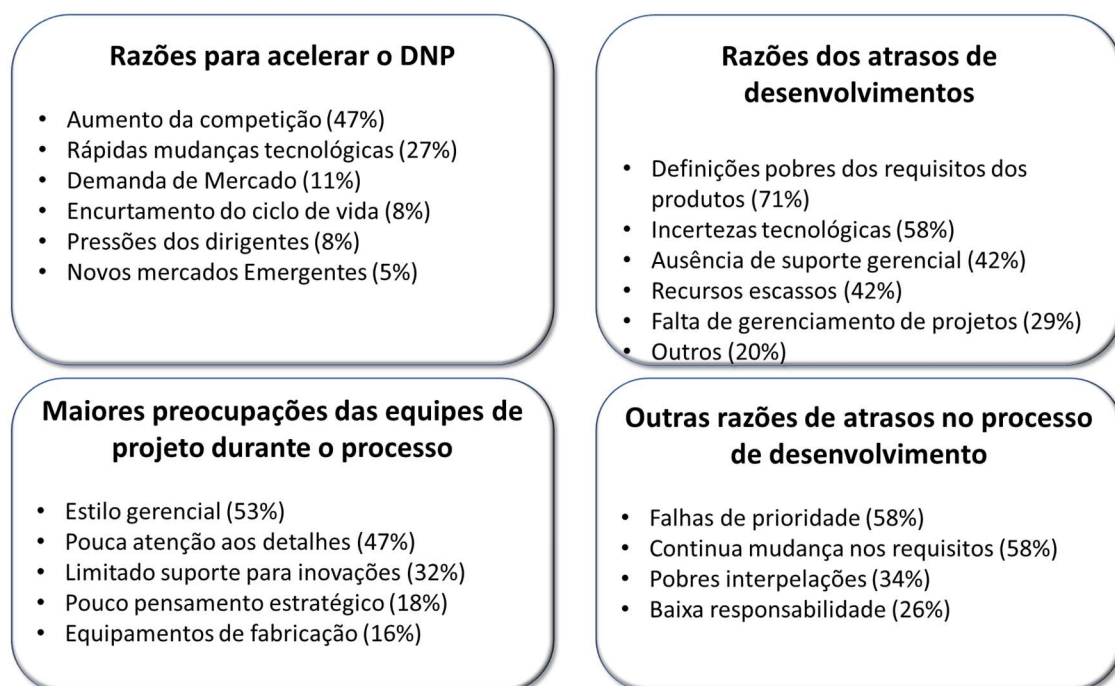 Razões para acelerar o DNP
• Aumento da competição (47%)
• Rápidas mudanças tecnológicas (27%)
• Demanda de Mercado (11%)
• Encurtamento do ciclo de vida (8%)
• Pressões dos dirigentes (8%)
• Novos mercados Emergentes (5%)
Razões dos atrasos de
desenvolvimentos
• Definições pobres dos requisitos dos
produtos (71%)
• Incertezas tecnológicas (58%)
• Ausência de suporte gerencial (42%)
• Recursos escassos (42%)
• Falta de gerenciamento de projetos (29%)
• Outros (20%)
Maiores preocupações das equipes de
projeto durante o processo
• Estilo gerencial (53%)
• Pouca atenção aos detalhes (47%)
• Limitado suporte para inovações (32%)
• Pouco pensamento estratégico (18%)
• Equipamentos de fabricação (16%)
Outras razões de atrasos no processo
de desenvolvimento
• Falhas de prioridade (58%)
• Continua mudança nos requisitos (58%)
• Pobres interpelações (34%)
• Baixa responsabilidade (26%)